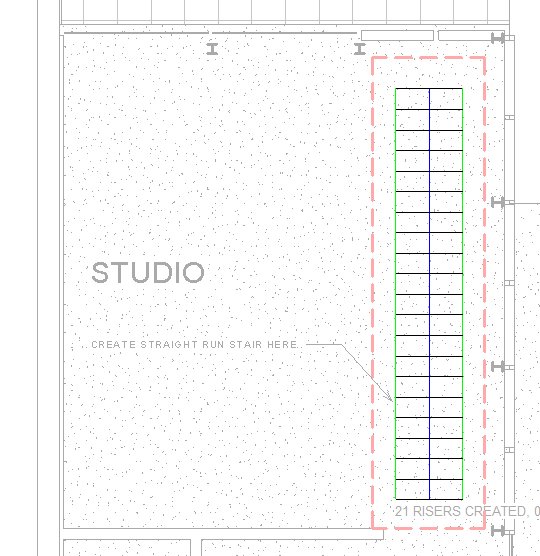 STUDIO
CREATE STRAIGHT RUN STAIR HERE.
21 RISERS CREATED, 0